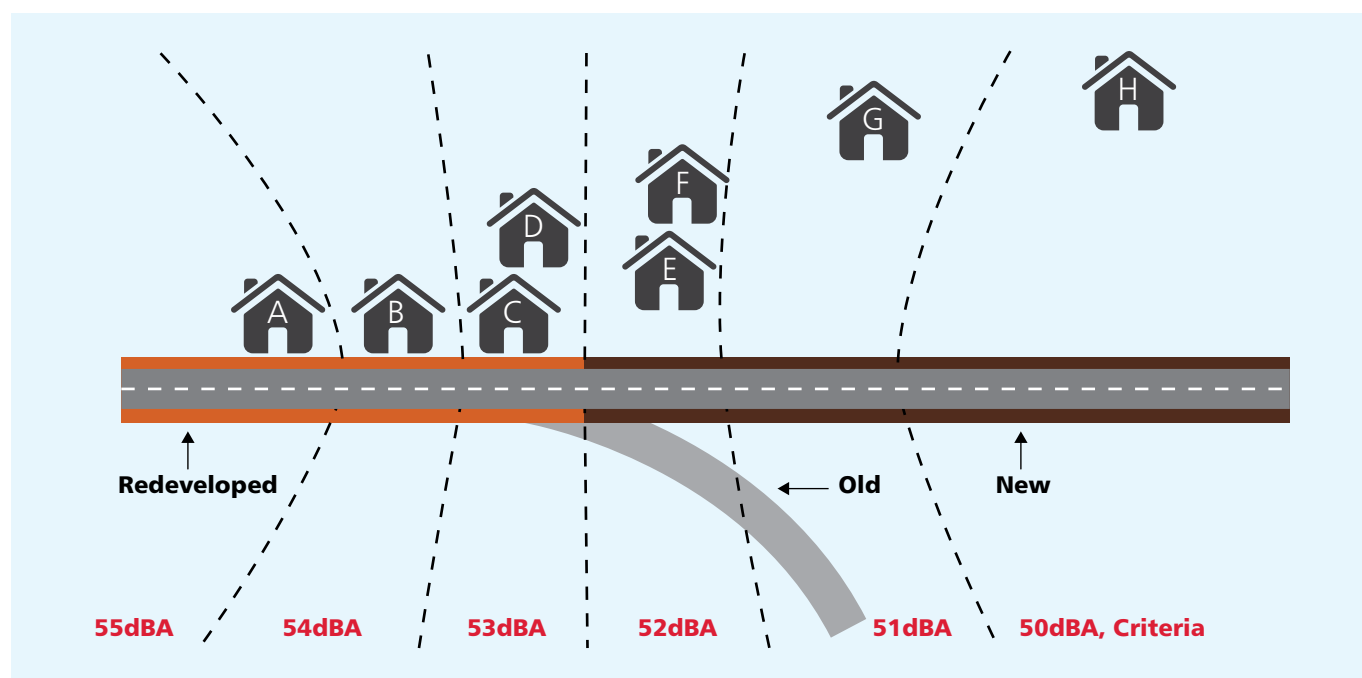 H
G
F
D
E
A
B
C
Redeveloped
Old
New
55dBA
54dBA
53dBA
52dBA
51dBA
50dBA, Criteria